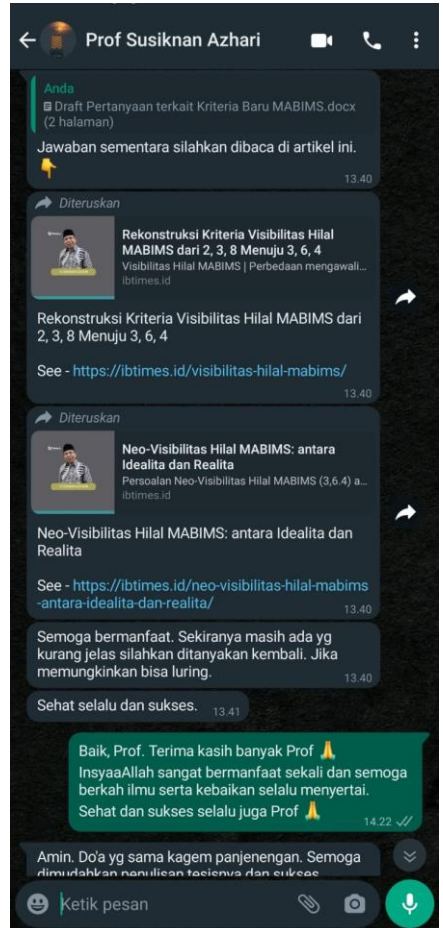 Prof Susiknan Azhari
Anda
Draft Pertanyaan terkait Kriteria Baru MABIMS.docx
(2 halaman)
Jawaban sementara silahkan dibaca di artikel ini.
👇
13.40
Diteruskan
Rekonstruksi Kriteria Visibilitas Hilal
MABIMS dari 2, 3, 8 Menuju 3, 6, 4
Visibilitas Hilal MABIMS | Perbedaan mengawali...
ibtimes.id
Rekonstruksi Kriteria Visibilitas Hilal MABIMS dari
2, 3, 8 Menuju 3, 6, 4
See - https://ibtimes.id/visibilitas-hilal-mabims/
13.40
Diteruskan
Neo-Visibilitas Hilal MABIMS: antara
Idealita dan Realita
Persoalan Neo-Visibilitas Hilal MABIMS (3,6.4) a...
ibtimes.id
Neo-Visibilitas Hilal MABIMS: antara Idealita dan
Realita
See - https://ibtimes.id/neo-visibilitas-hilal-mabims
-antara-idealita-dan-realita/
13.40
Semoga bermanfaat. Sekiranya masih ada yg
kurang jelas silahkan ditanyakan kembali. Jika
memungkinkan bisa luring.
13.40
Sehat selalu dan sukses.
13.41
Baik, Prof. Terima kasih banyak Prof 🙏
InsyaaAllah sangat bermanfaat sekali dan semoga
berkah ilmu serta kebaikan selalu menyertai.
Sehat dan sukses selalu juga Prof 🙏
14.22
Amin. Do'a yg sama kagem panjenengan. Semoga
dimudahkan penulisan tesisnya dan sukses
Ketik pesan